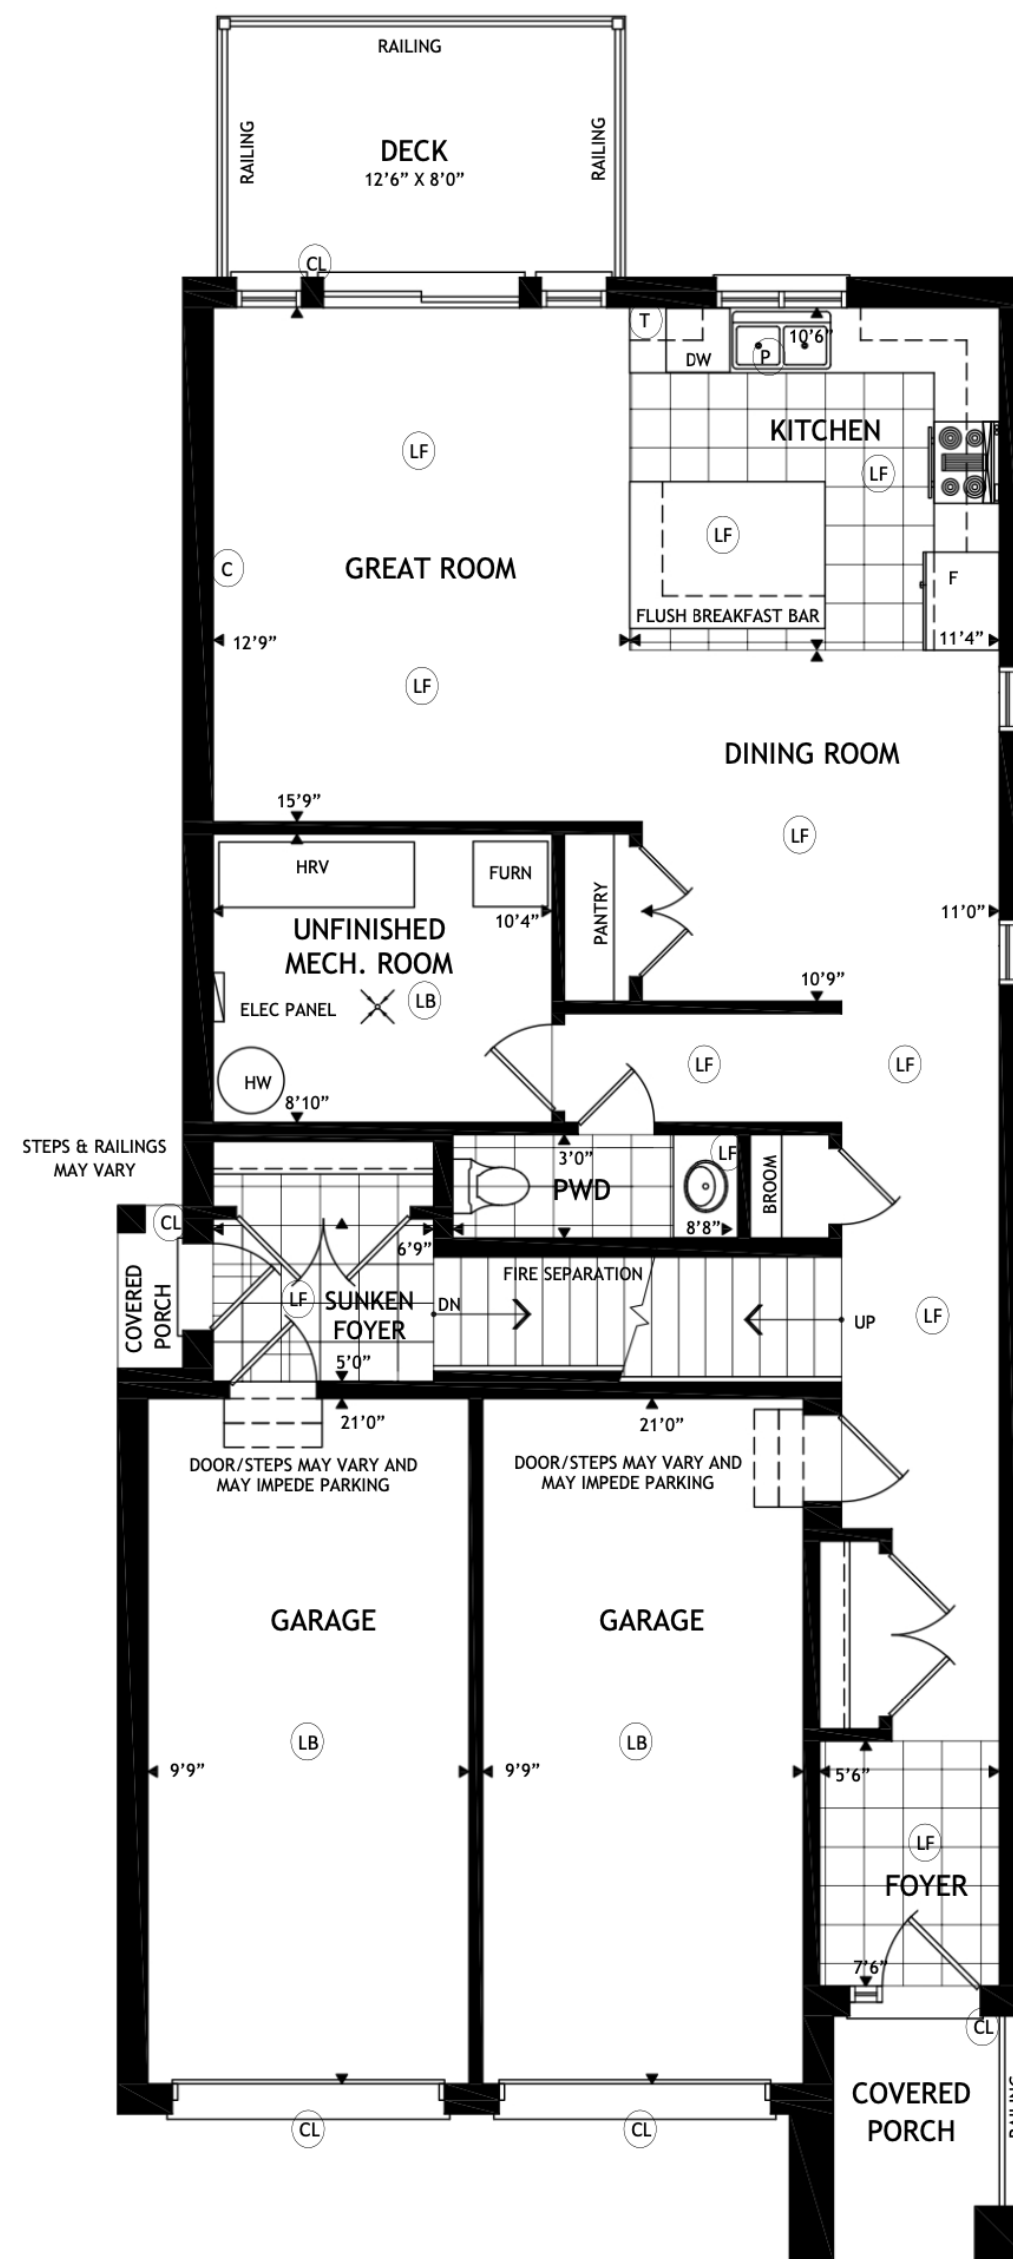 RAILING
RAILING
RAILING
DECK
12'6" X 8'0"
CL
T
DW
P
10'6"
KITCHEN
LF
LF
LF
GREAT ROOM
C
F
FLUSH BREAKFAST BAR
12'9"
11'4"
LF
DINING ROOM
15'9"
LF
HRV
FURN
PANTRY
10'4"
11'0"
UNFINISHED
MECH. ROOM
LB
ELEC PANEL
10'9"
HW
8'10"
LF
LF
STEPS & RAILINGS
MAY VARY
3'0"
LF
PWD
BROOM
CL
8'8"
6'9"
COVERED
PORCH
LF
SUNKEN
FOYER
FIRE SEPARATION
DN
UP
LF
5'0"
21'0"
21'0"
DOOR/STEPS MAY VARY AND
MAY IMPEDE PARKING
DOOR/STEPS MAY VARY AND
MAY IMPEDE PARKING
GARAGE
GARAGE
LB
LB
9'9"
9'9"
5'6"
LF
FOYER
7'6"
CL
COVERED
PORCH
CL
CL